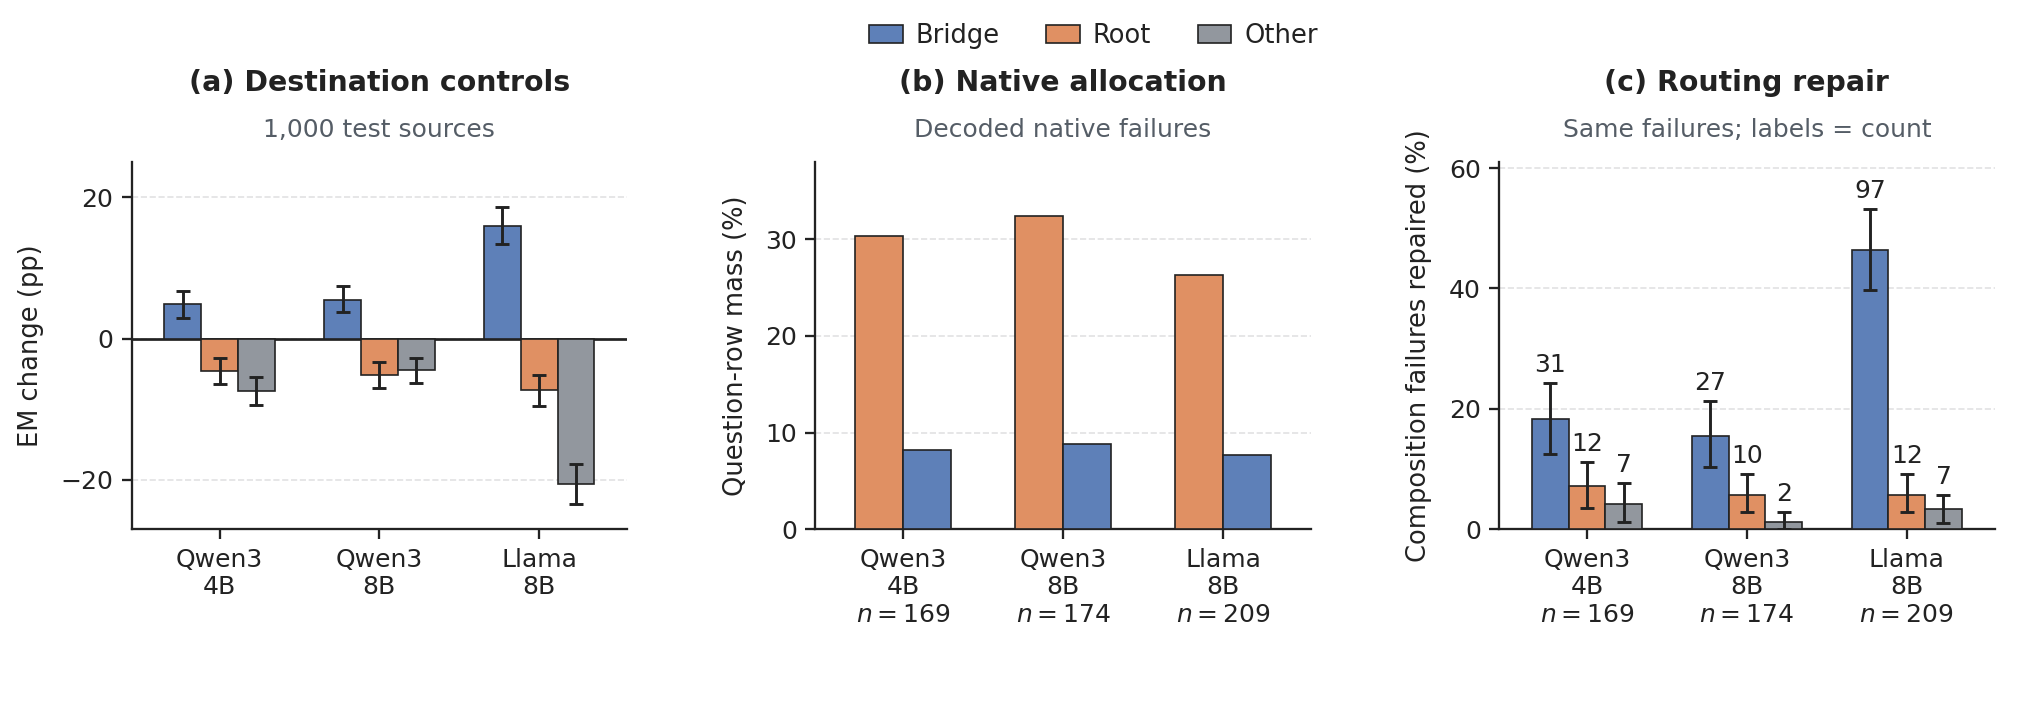 Bridge Root Other
(a) Destination controls
1,000 test sources
EM change (pp)
20
0
−20
Qwen3 Qwen3 Llama
4B 8B 8B
(b) Native allocation
Decoded native failures
Question-row mass (%)
30
20
10
0
Qwen3 Qwen3 Llama
4B 8B 8B
n = 169 n = 174 n = 209
(c) Routing repair
Same failures; labels = count
Composition failures repaired (%)
60
40
20
0
31 12 7 27 10 2 97 12 7
Qwen3 Qwen3 Llama
4B 8B 8B
n = 169 n = 174 n = 209